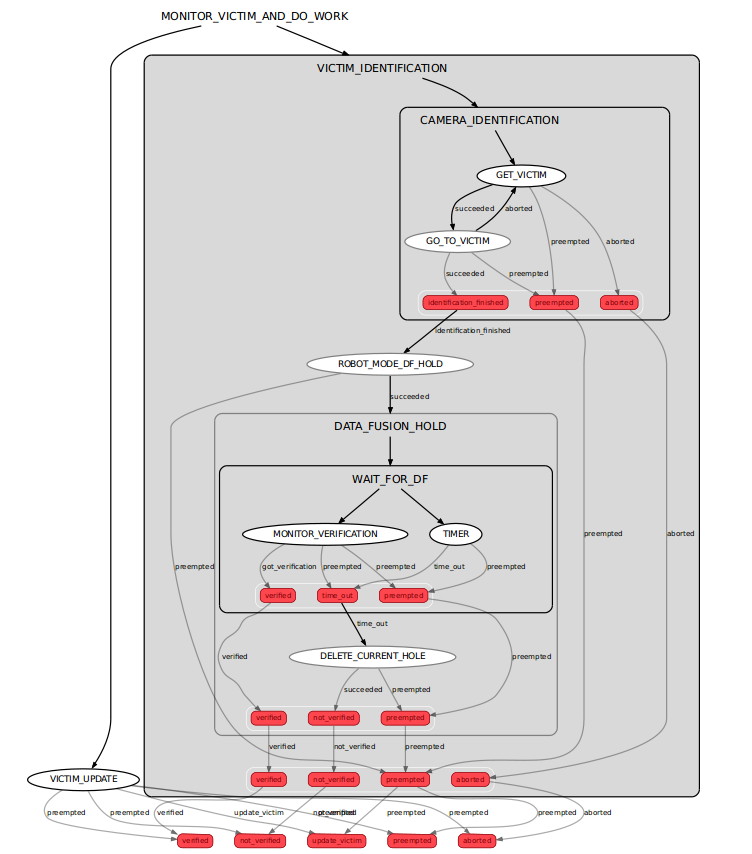 MONITOR_VICTIM_AND_DO_WORK
VICTIM_IDENTIFICATION
CAMERA_IDENTIFICATION
GET_VICTIM
succeeded
aborted
GO_TO_VICTIM
preempted
aborted
succeeded
preempted
identification_finished
preempted
aborted
identification_finished
ROBOT_MODE_DF_HOLD
succeeded
DATA_FUSION_HOLD
WAIT_FOR_DF
MONITOR_VERIFICATION
TIMER
preempted
aborted
preempted
got_verification
preempted
preempted
time_out
preempted
verified
time_out
preempted
time_out
DELETE_CURRENT_HOLE
verified
preempted
succeeded
preempted
verified
not_verified
preempted
verified
not_verified
preempted
VICTIM_UPDATE
verified
not_verified
preempted
aborted
preempted
preempted
verified
update_victim
preempted
preempted
preempted
aborted
verified
not_verified
update_victim
preempted
aborted